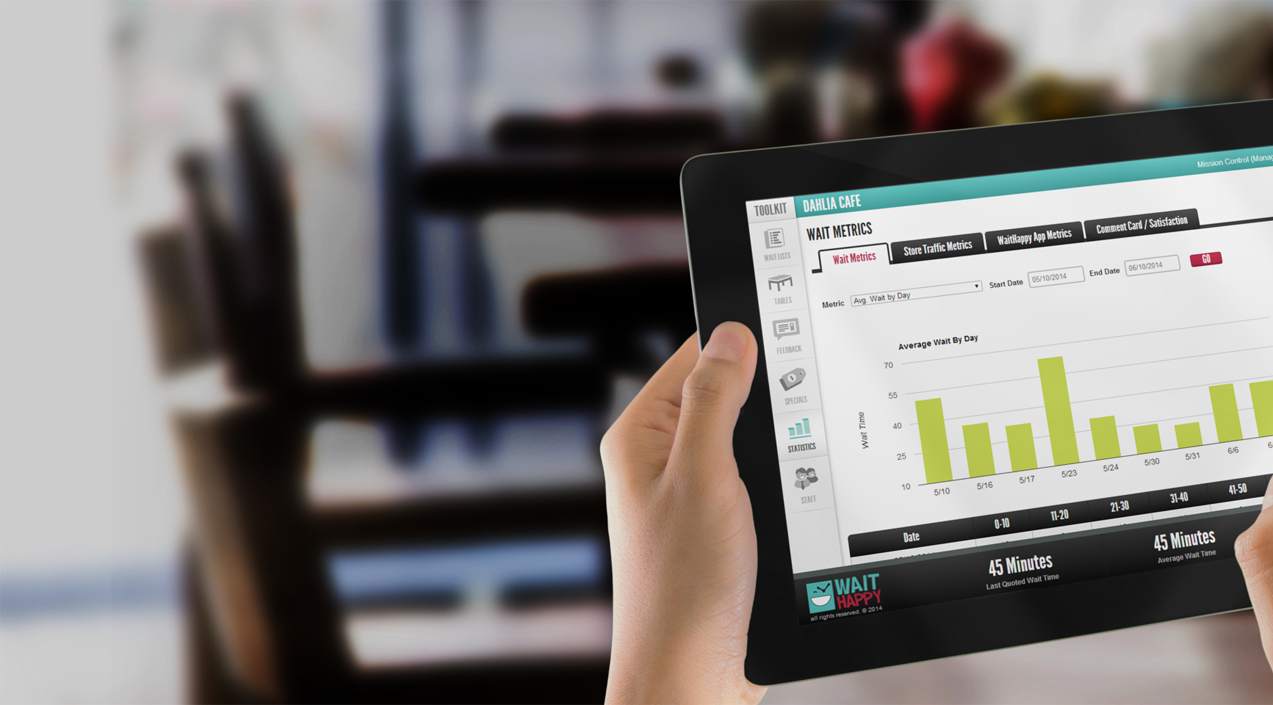 Mission Control
TOOLKIT
DAHLIA CAFE
WAIT METRICS
Wait Metrics
Store Traffic Metrics
WaitHappy App Metrics
Comment Card / Satisfaction
WAIT LISTS
TABLES
FEEDBACK
SPECIALS
STATISTICS
STAFF
Metric Avg. Wait by Day Start Date 05/10/2014 End Date 06/10/2014 GO
Average Wait By Day
Wait Time
70
55
40
25
10
5/10 5/16 5/17 5/23 5/24 5/30 5/31 6/6
Date 0-10 11-20 21-30 31-40 41-50
WAIT
HAPPY
all rights reserved. © 2014
45 Minutes
Last Quoted Wait Time
45 Minutes
Average Wait Time